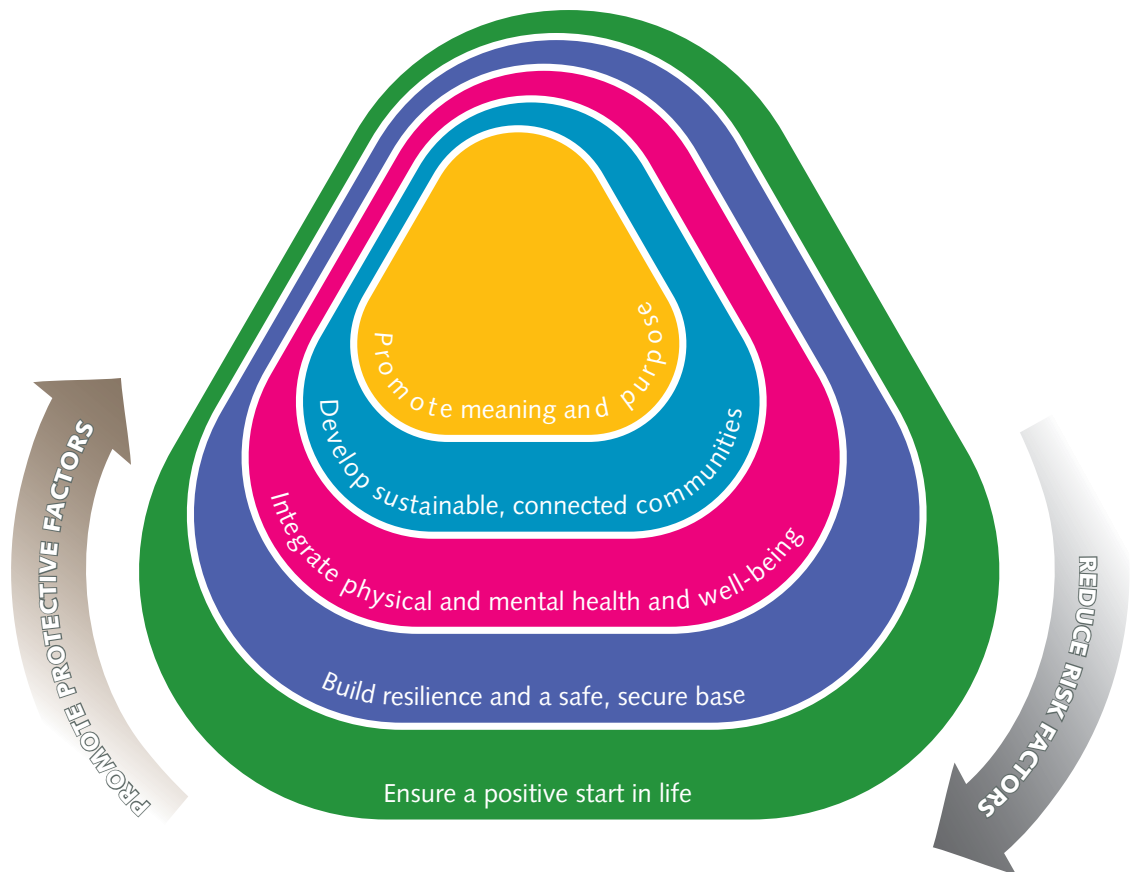 Promote meaning and purpose
Develop sustainable, connected communities
Integrate physical and mental health and well-being
Build resilience and a safe, secure base
Ensure a positive start in life
PROMOTE PROTECTIVE FACTORS
REDUCE RISK FACTORS